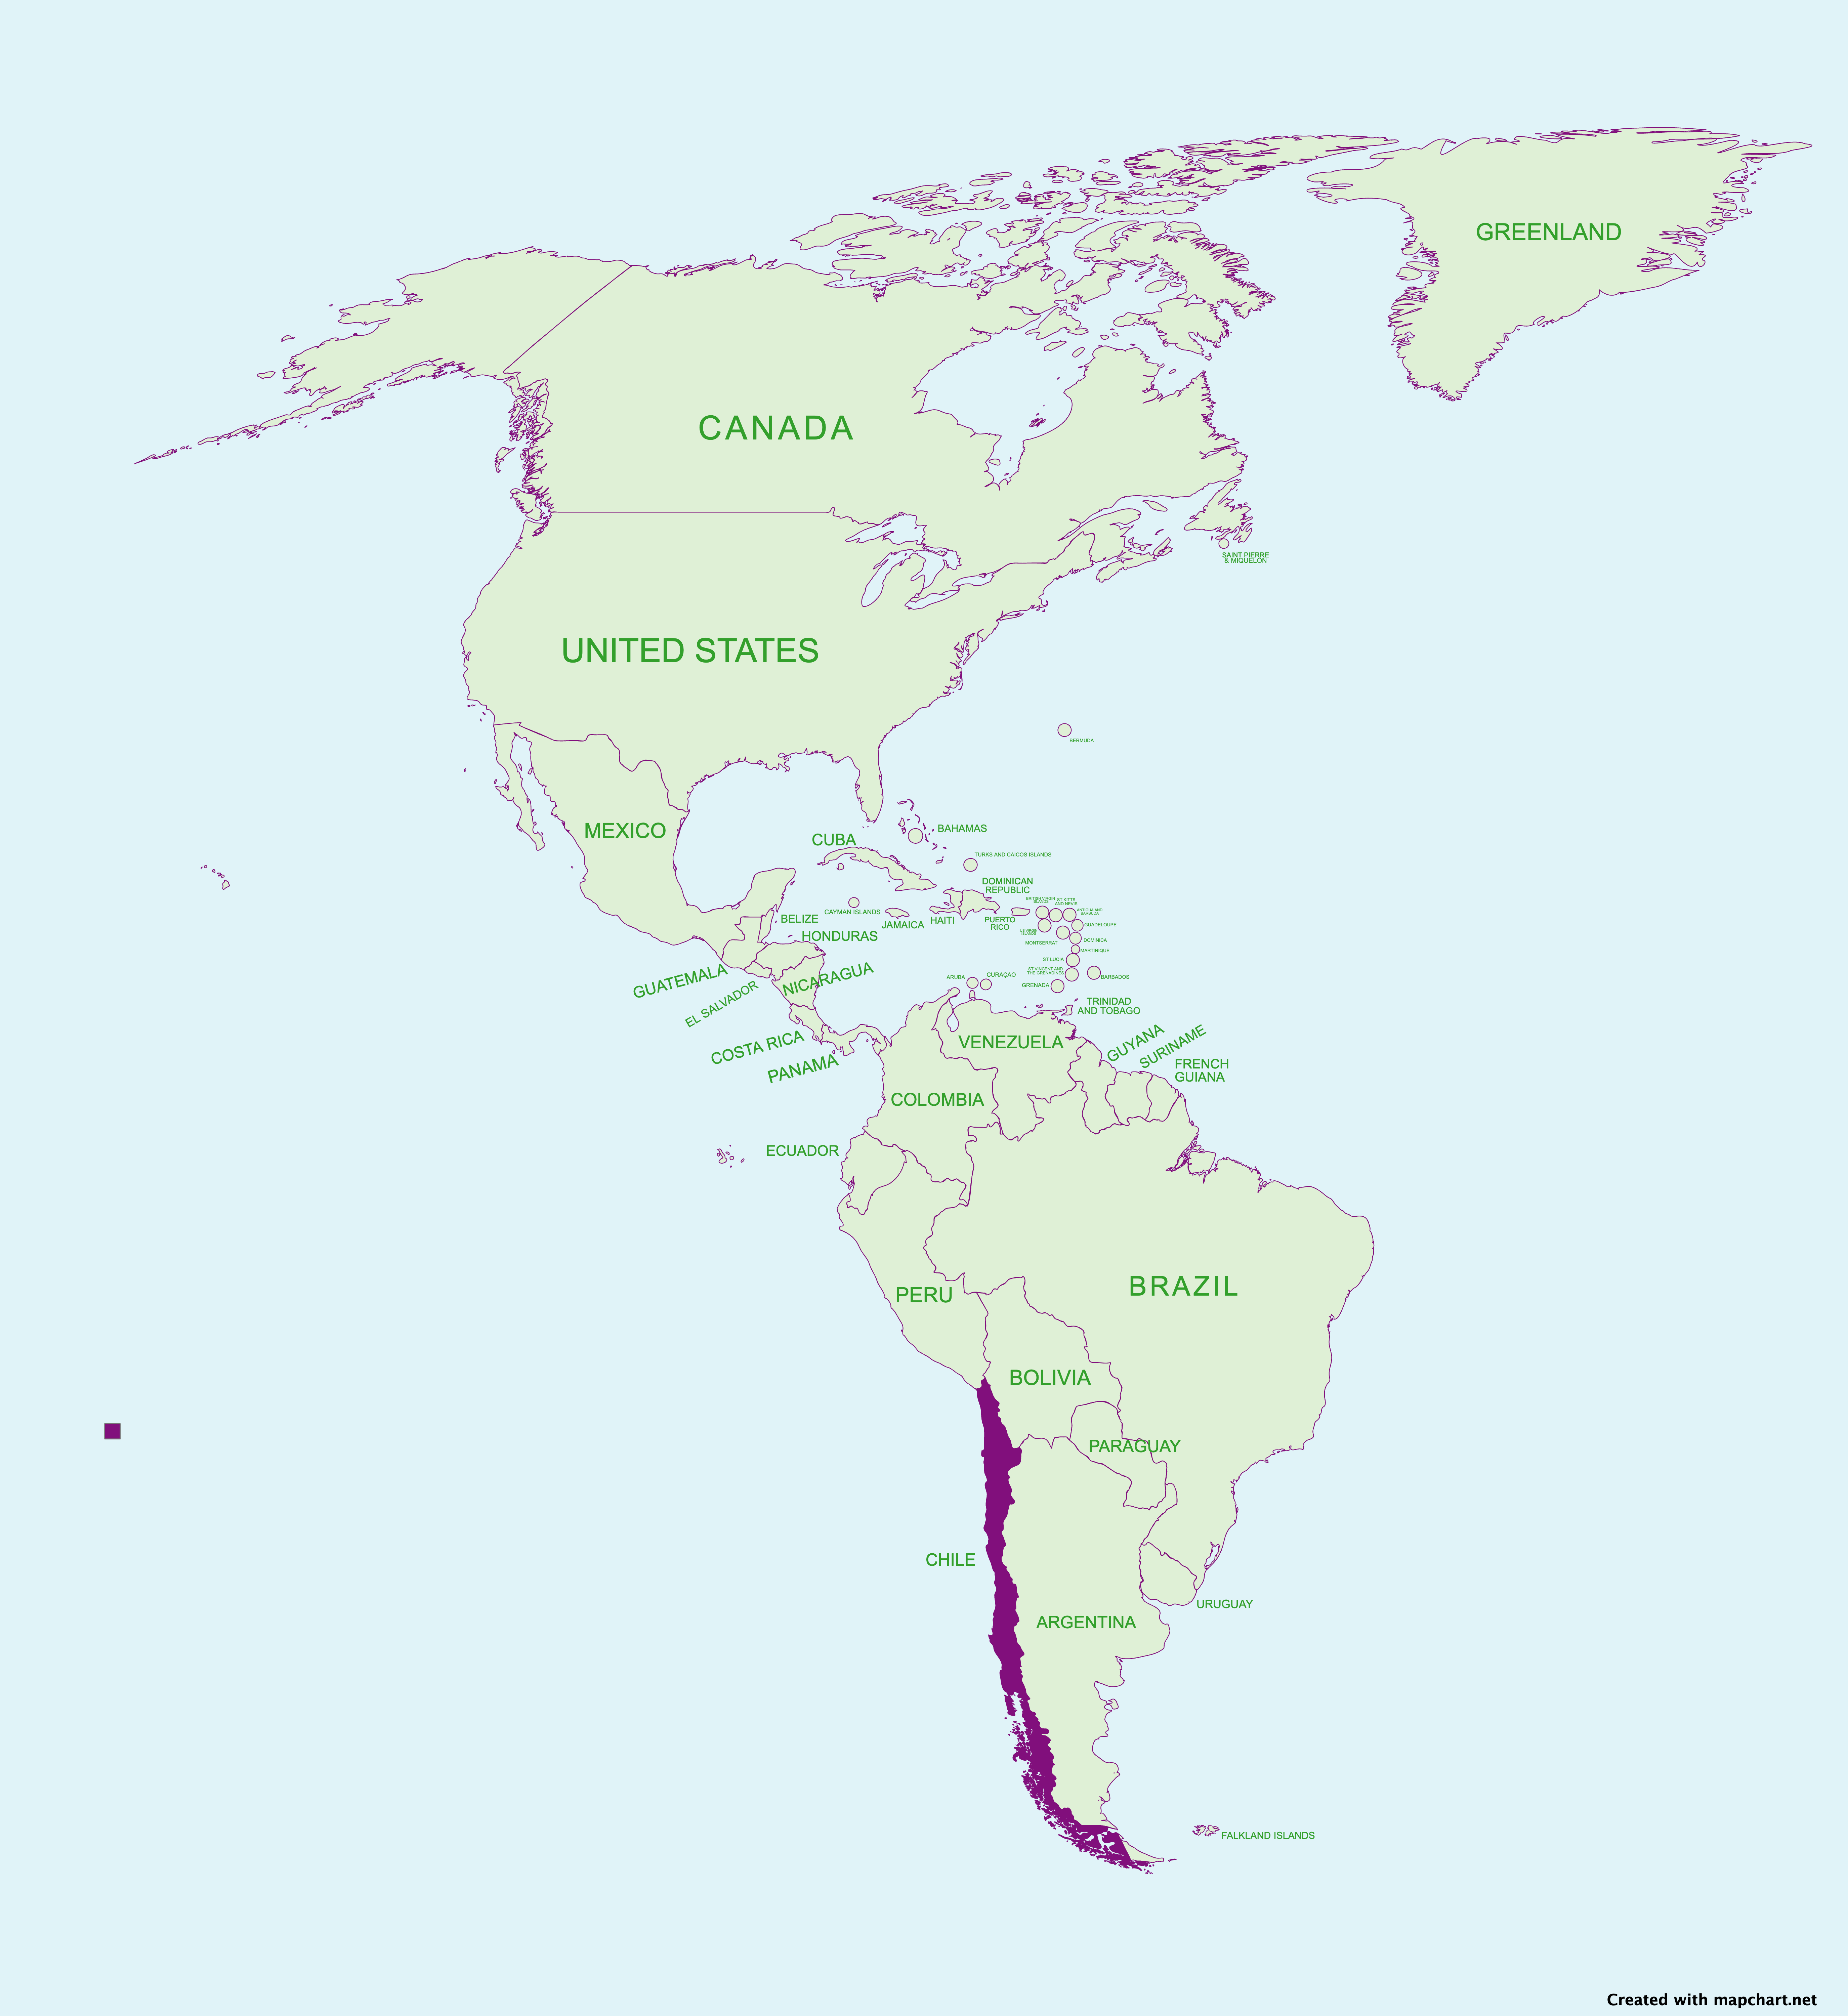 GREENLAND
CANADA
SAINT PIERRE
& MIQUELON
UNITED STATES
BERMUDA
MEXICO
CUBA
BAHAMAS
TURKS AND CAICOS ISLANDS
DOMINICAN
REPUBLIC
CAYMAN ISLANDS
JAMAICA
HAITI
PUERTO
RICO
BRITISH VIRGIN
ISLANDS
ST KITTS
AND NEVIS
ANTIGUA AND
BARBUDA
US VIRGIN
ISLANDS
GUADELOUPE
MONTSERRAT
DOMINICA
MARTINIQUE
ST LUCIA
ST VINCENT AND
THE GRENADINES
BARBADOS
GRENADA
ARUBA
CURAÇAO
TRINIDAD
AND TOBAGO
BELIZE
HONDURAS
GUATEMALA
EL SALVADOR
NICARAGUA
COSTA RICA
PANAMA
VENEZUELA
GUYANA
SURINAME
FRENCH
GUIANA
COLOMBIA
ECUADOR
PERU
BRAZIL
BOLIVIA
PARAGUAY
CHILE
ARGENTINA
URUGUAY
FALKLAND ISLANDS
Created with mapchart.net